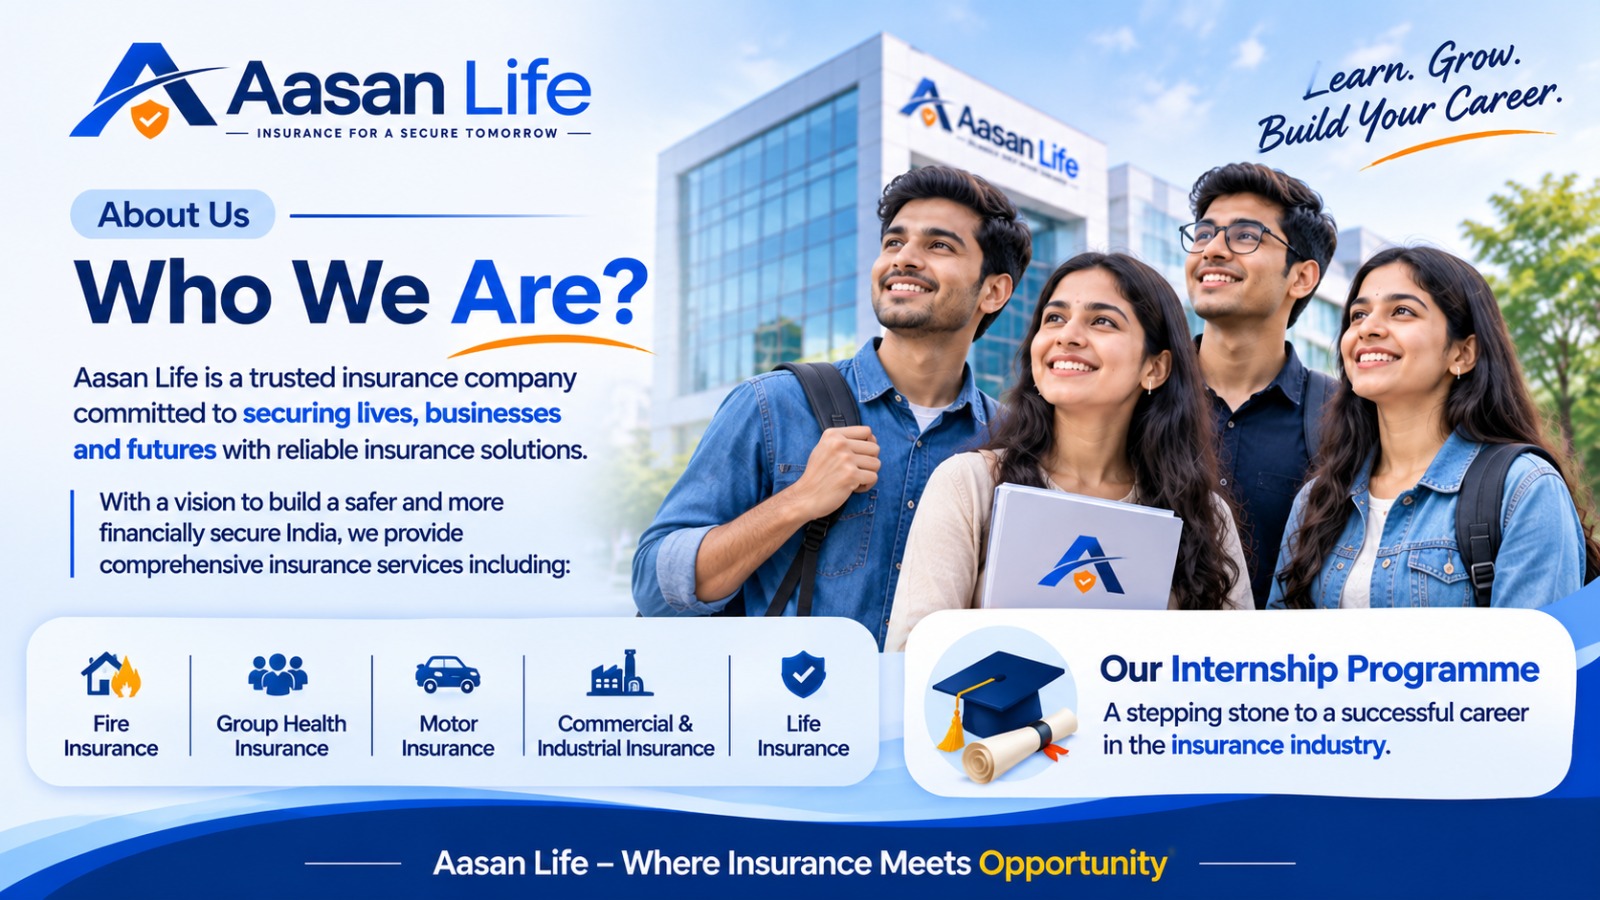 Aasan Life
INSURANCE FOR A SECURE TOMORROW
Learn. Grow.
Build Your Career.
Aasan Life
About Us
Who We Are?
Aasan Life is a trusted insurance company
committed to securing lives, businesses
and futures with reliable insurance solutions.
With a vision to build a safer and more
financially secure India, we provide
comprehensive insurance services including:
Fire
Insurance
Group Health
Insurance
Motor
Insurance
Commercial &
Industrial Insurance
Life
Insurance
Our Internship Programme
A stepping stone to a successful career
in the insurance industry.
Aasan Life – Where Insurance Meets Opportunity